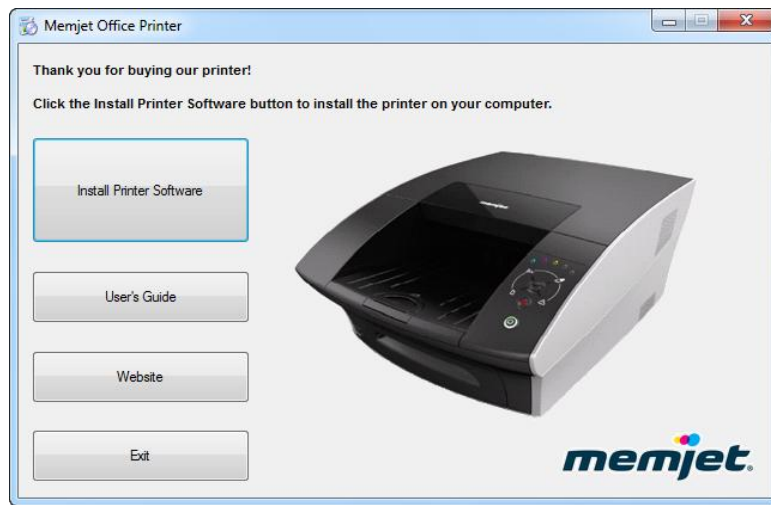 Memjet Office Printer
Thank you for buying our printer!
Click the Install Printer Software button to install the printer on your computer.
Install Printer Software
memjet
User's Guide
Website
Exit
memjet.